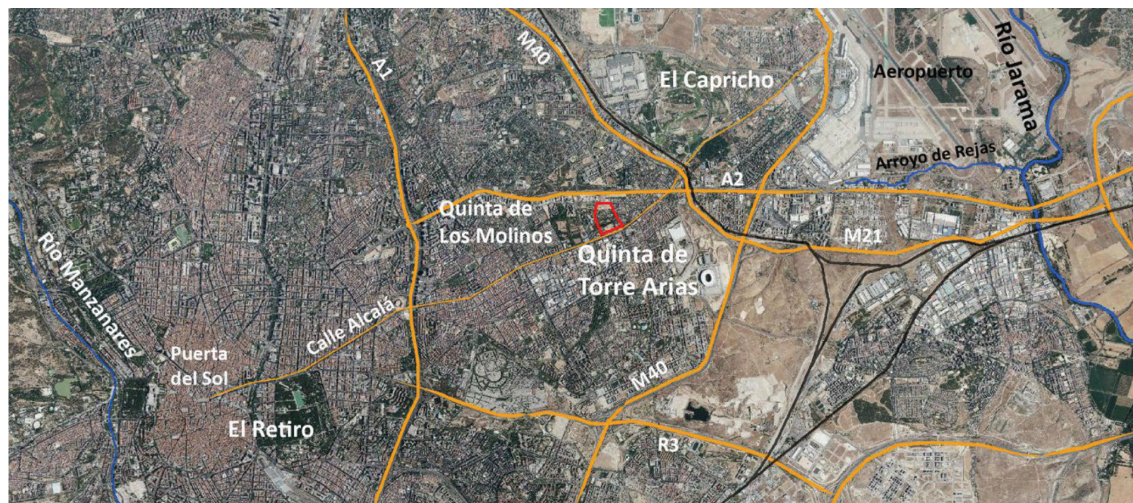 A1
M40
El Capricho
Aeropuerto
Río Jarama
Arroyo de Rejas
A2
Quinta de
Los Molinos
M21
Quinta de
Torre Arias
Río Manzanares
Calle Alcalá
Puerta
del Sol
M40
El Retiro
R3